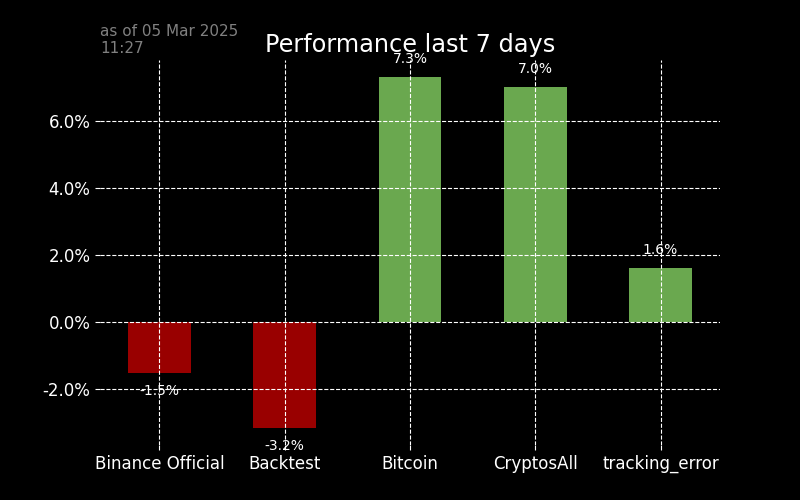 as of 05 Mar 2025
11:27
Performance last 7 days
7.3%
7.0%
6.0%
4.0%
2.0%
1.6%
0.0%
-2.0%
-1.5%
-3.2%
Binance Official
Backtest
Bitcoin
CryptosAll
tracking_error